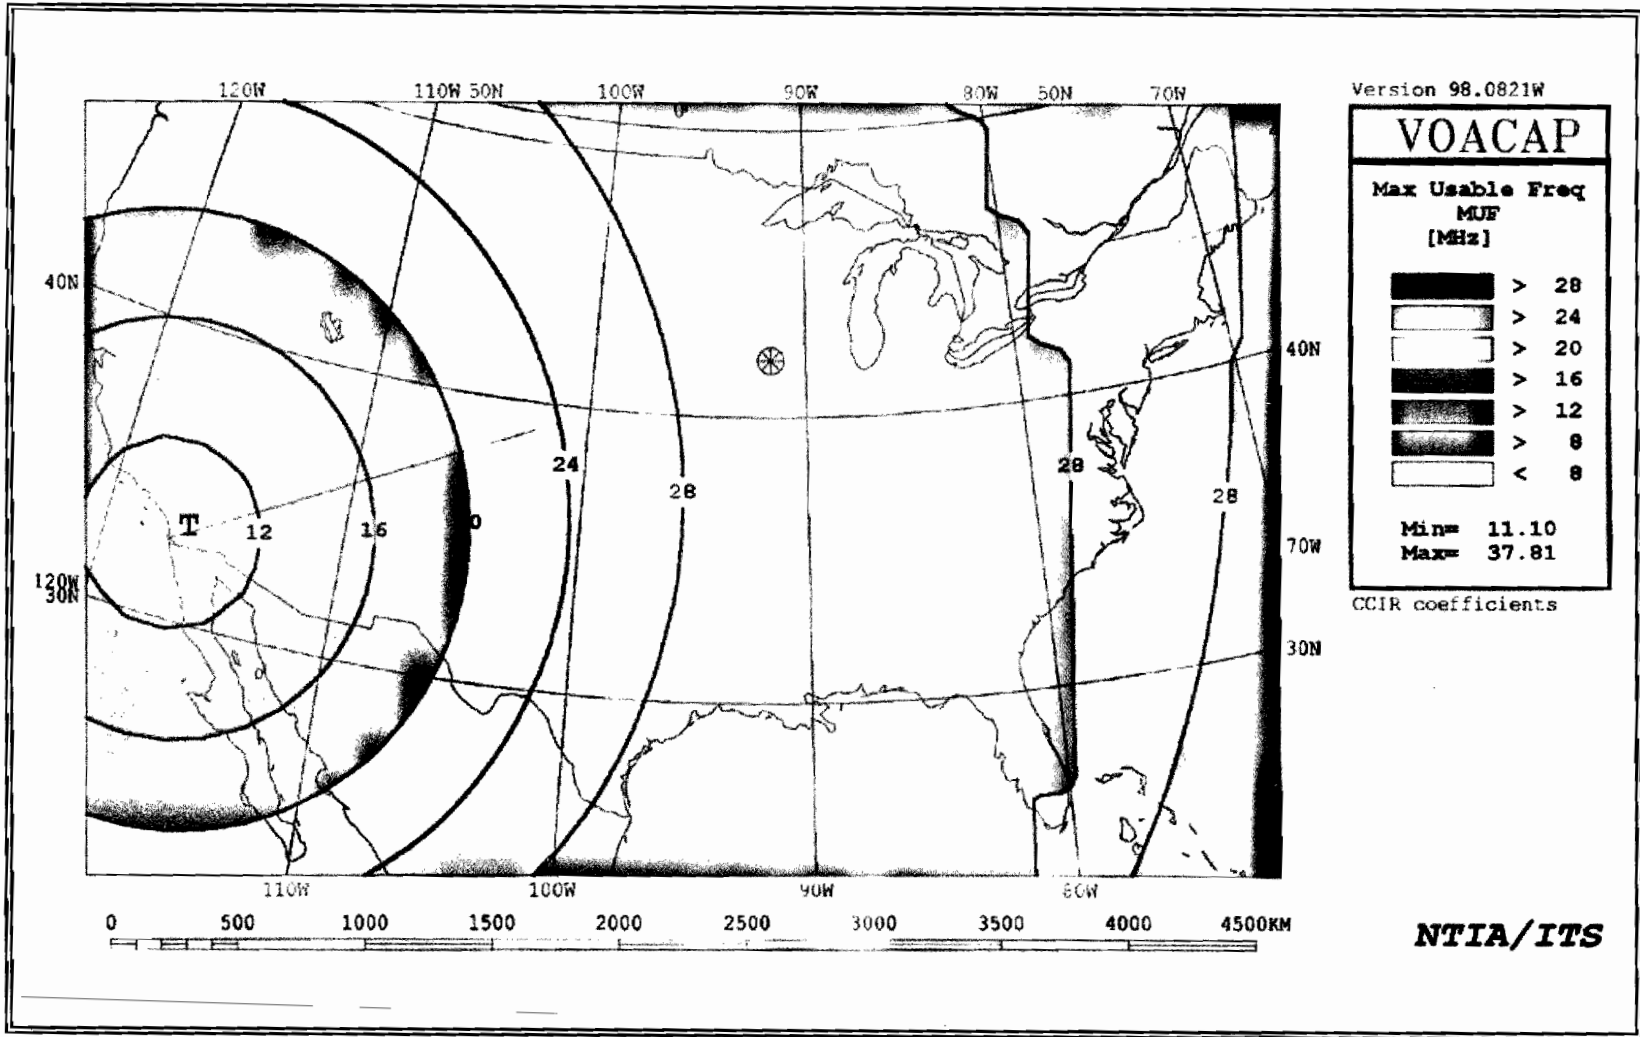 120W 110W 50N 100W 90W 80W 50N 70W
Version 98.0821W
VOACAP
Max Usable Freq
MUF
[MHz]
> 28
> 24
> 20
> 16
> 12
> 8
< 8
Min= 11.10
Max= 37.81
CCIR coefficients
40N
40N
24
28
28
28
T
12
16
0
70W
120W
30N
30N
110W 100W 90W 80W
0 500 1000 1500 2000 2500 3000 3500 4000 4500KM
NTIA/ITS